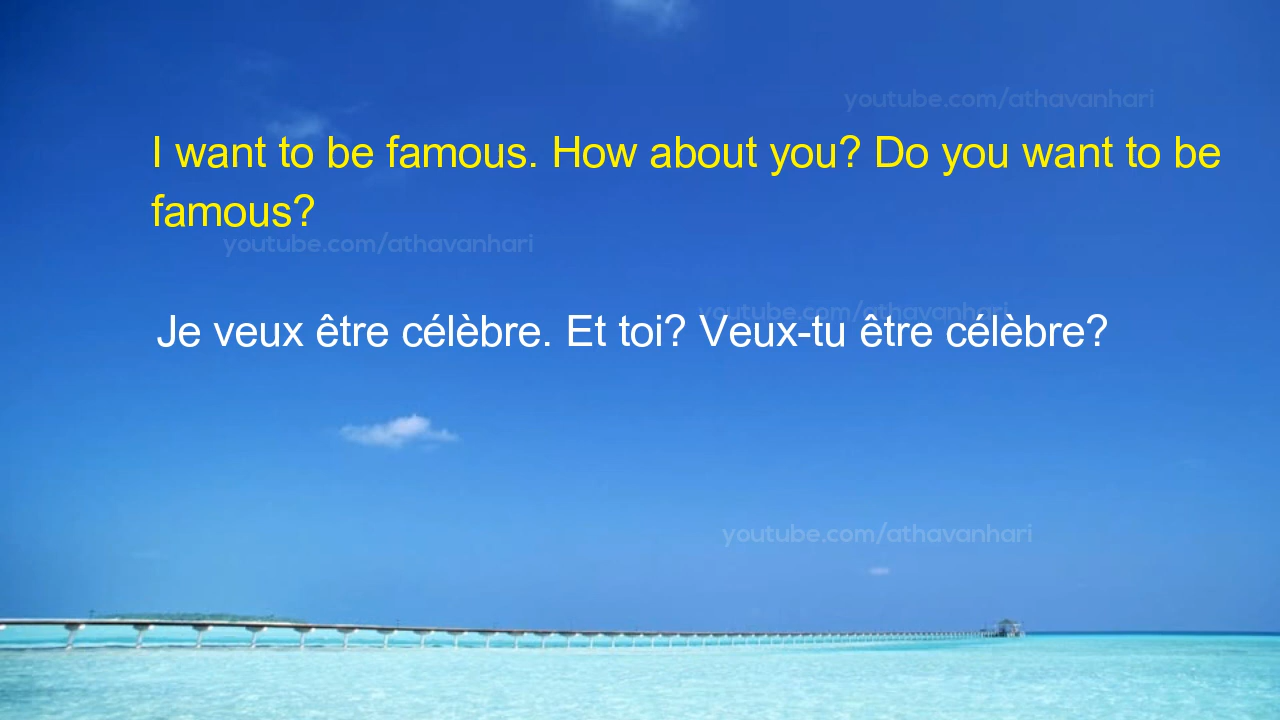 youtube.com/athavanhari
I want to be famous. How about you? Do you want to be
famous?
youtube.com/athavanhari
youtube.com/athavanhari
Je veux être célèbre. Et toi? Veux-tu être célèbre?
youtube.com/athavanhari